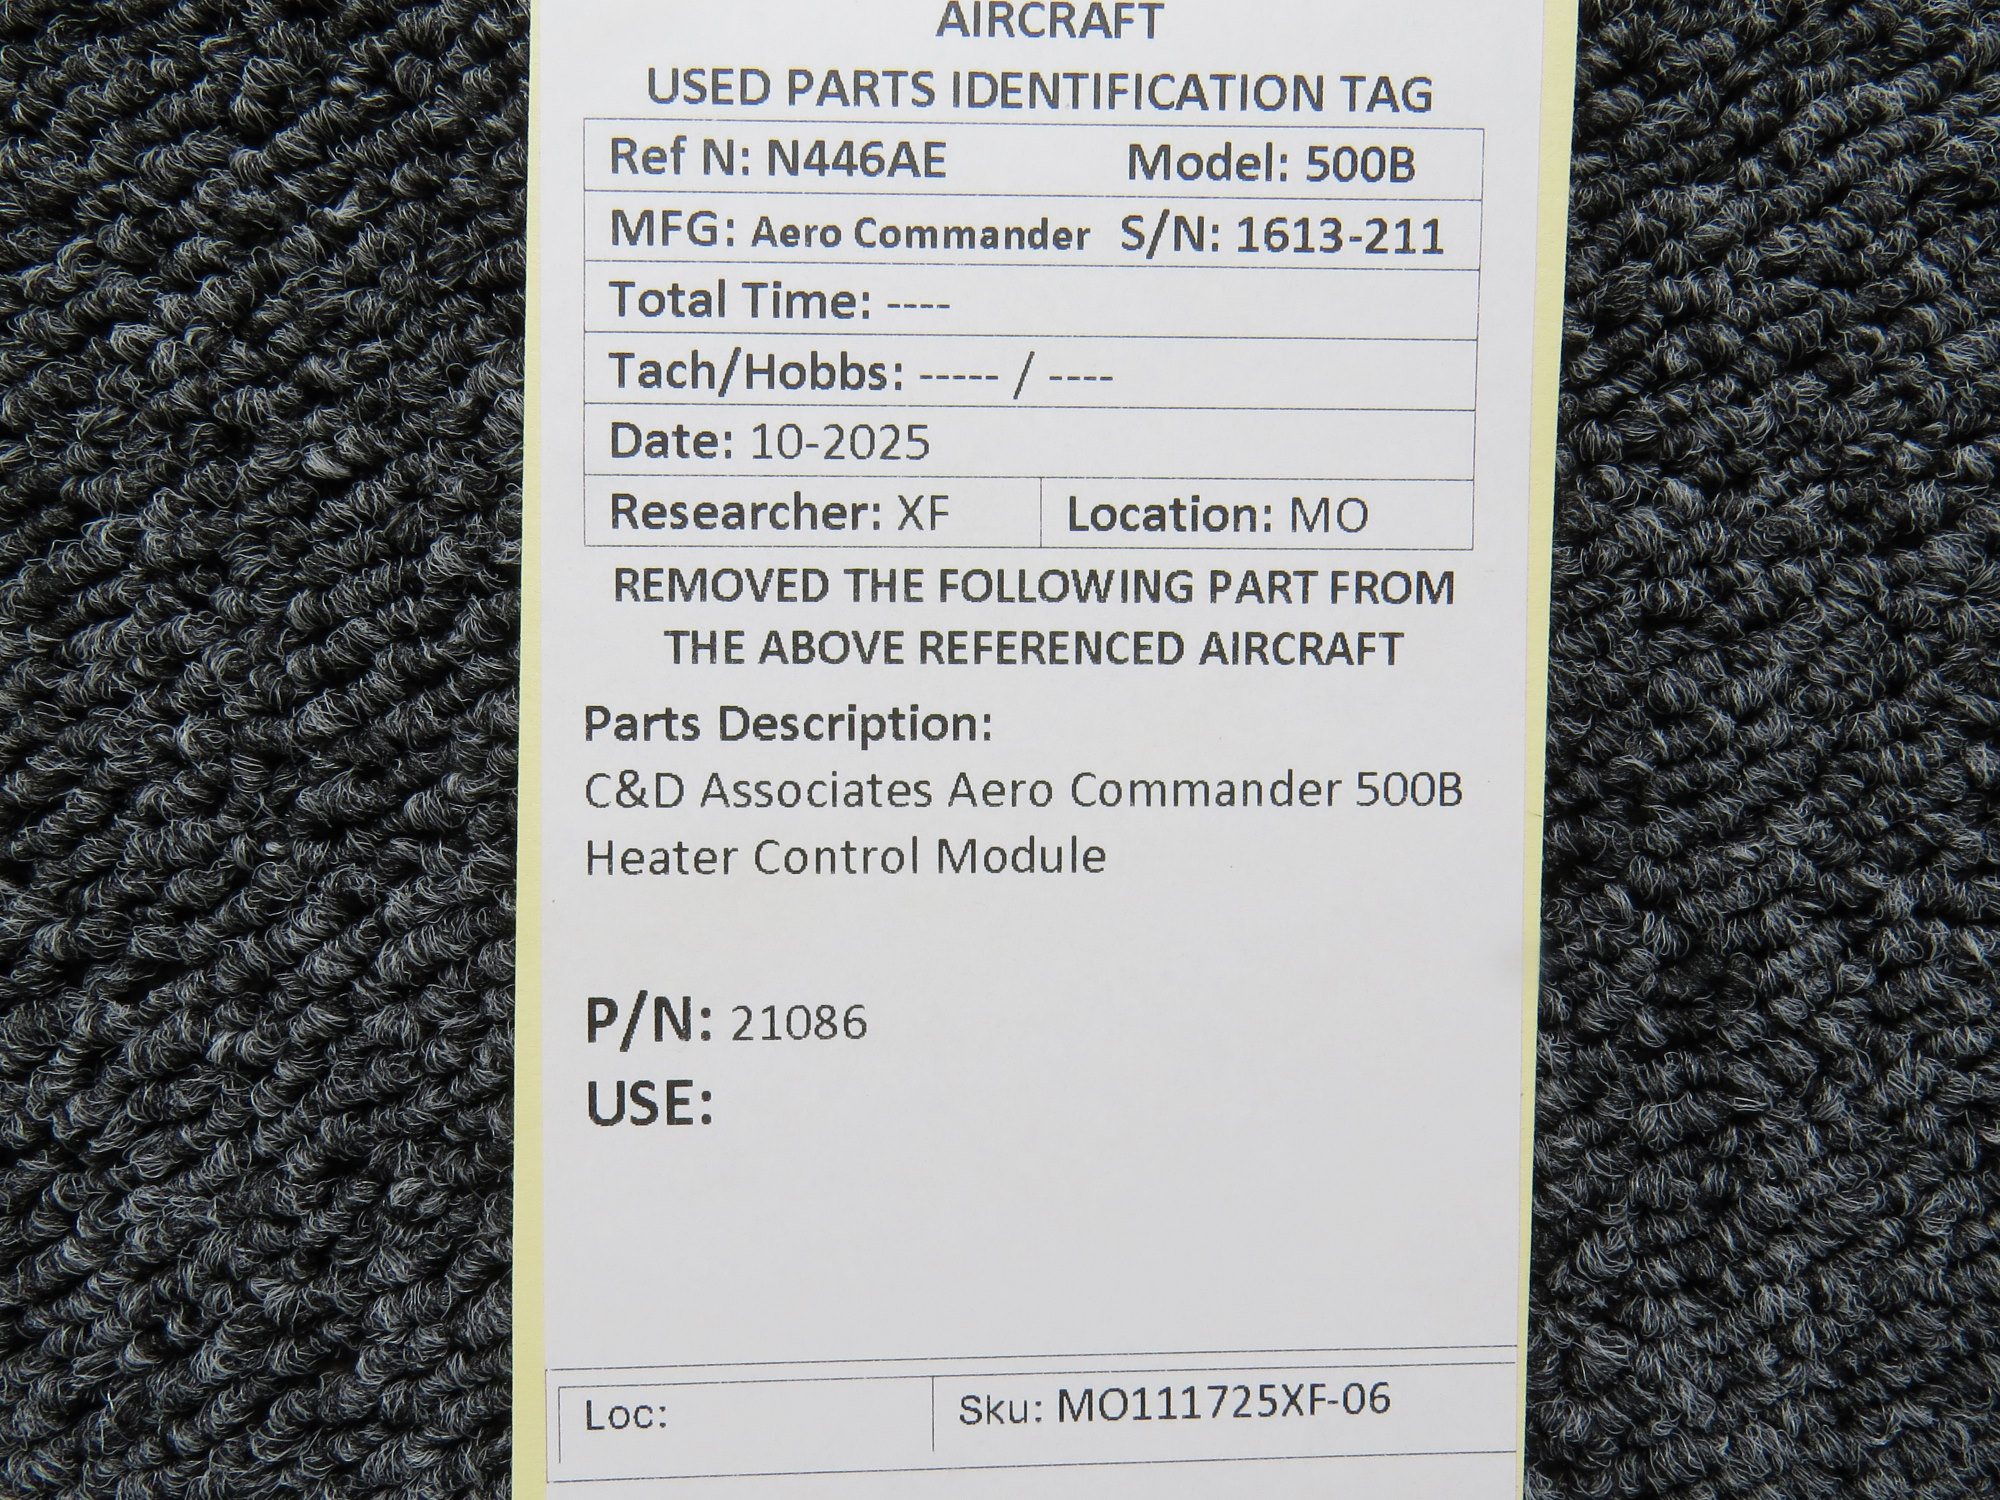 AIRCRAFT
USED PARTS IDENTIFICATION TAG
Ref N: N446AE Model: 500B
MFG: Aero Commander S/N: 1613-211
Total Time: ----
Tach/Hobbs: ----- / ----
Date: 10-2025
Researcher: XF Location: MO
REMOVED THE FOLLOWING PART FROM
THE ABOVE REFERENCED AIRCRAFT
Parts Description:
C&D Associates Aero Commander 500B
Heater Control Module
P/N: 21086
USE:
Loc: Sku: MO111725XF-06